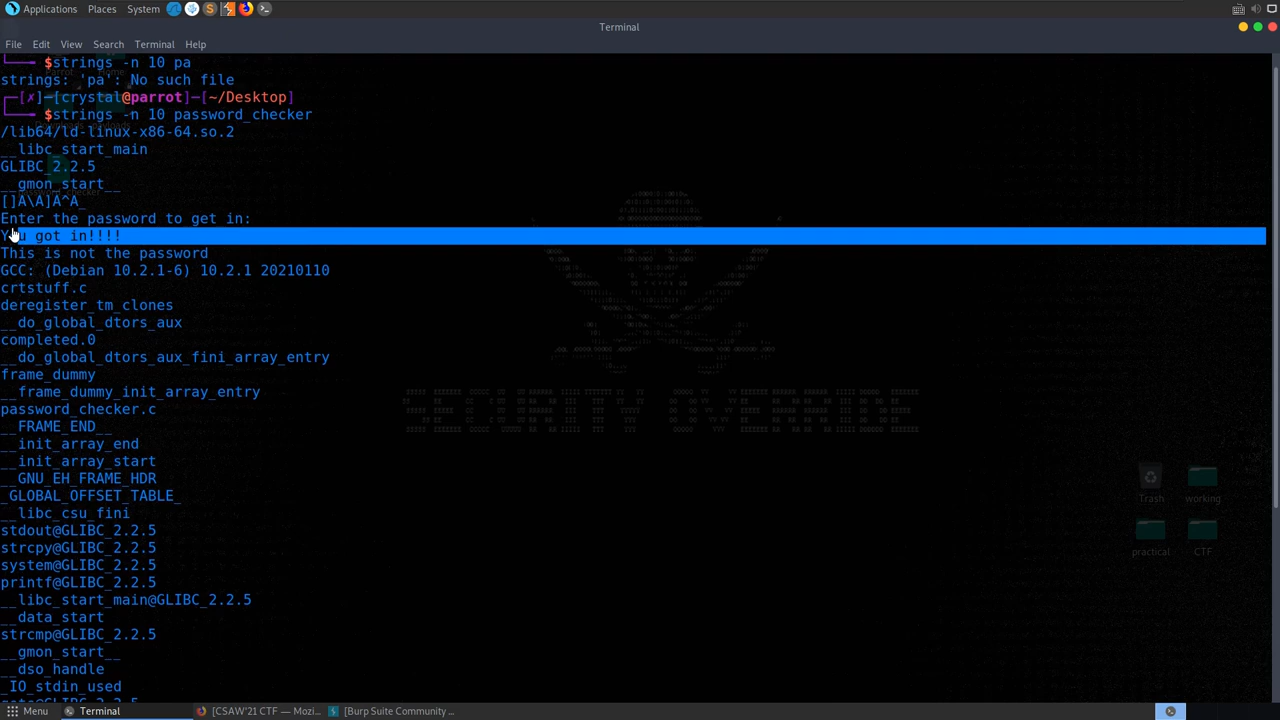 Applications Places System
Terminal
File Edit View Search Terminal Help
└──╼ $strings -n 10 pa
strings: 'pa': No such file
┌─[✗]─[crystal@parrot]─[~/Desktop]
└──╼ $strings -n 10 password_checker
/lib64/ld-linux-x86-64.so.2
__libc_start_main
GLIBC_2.2.5
__gmon_start__
[]A\A]A^A_
Enter the password to get in:
You got in!!!!
This is not the password
GCC: (Debian 10.2.1-6) 10.2.1 20210110
crtstuff.c
deregister_tm_clones
__do_global_dtors_aux
completed.0
__do_global_dtors_aux_fini_array_entry
frame_dummy
__frame_dummy_init_array_entry
password_checker.c
__FRAME_END__
__init_array_end
__init_array_start
__GNU_EH_FRAME_HDR
_GLOBAL_OFFSET_TABLE_
__libc_csu_fini
stdout@GLIBC_2.2.5
strcpy@GLIBC_2.2.5
system@GLIBC_2.2.5
printf@GLIBC_2.2.5
__libc_start_main@GLIBC_2.2.5
__data_start
strcmp@GLIBC_2.2.5
__gmon_start__
__dso_handle
_IO_stdin_used
gets@GLIBC_2.2.5
Trash working
practical CTF
Menu Terminal [CSAW'21 CTF — Mozi... [Burp Suite Community ...